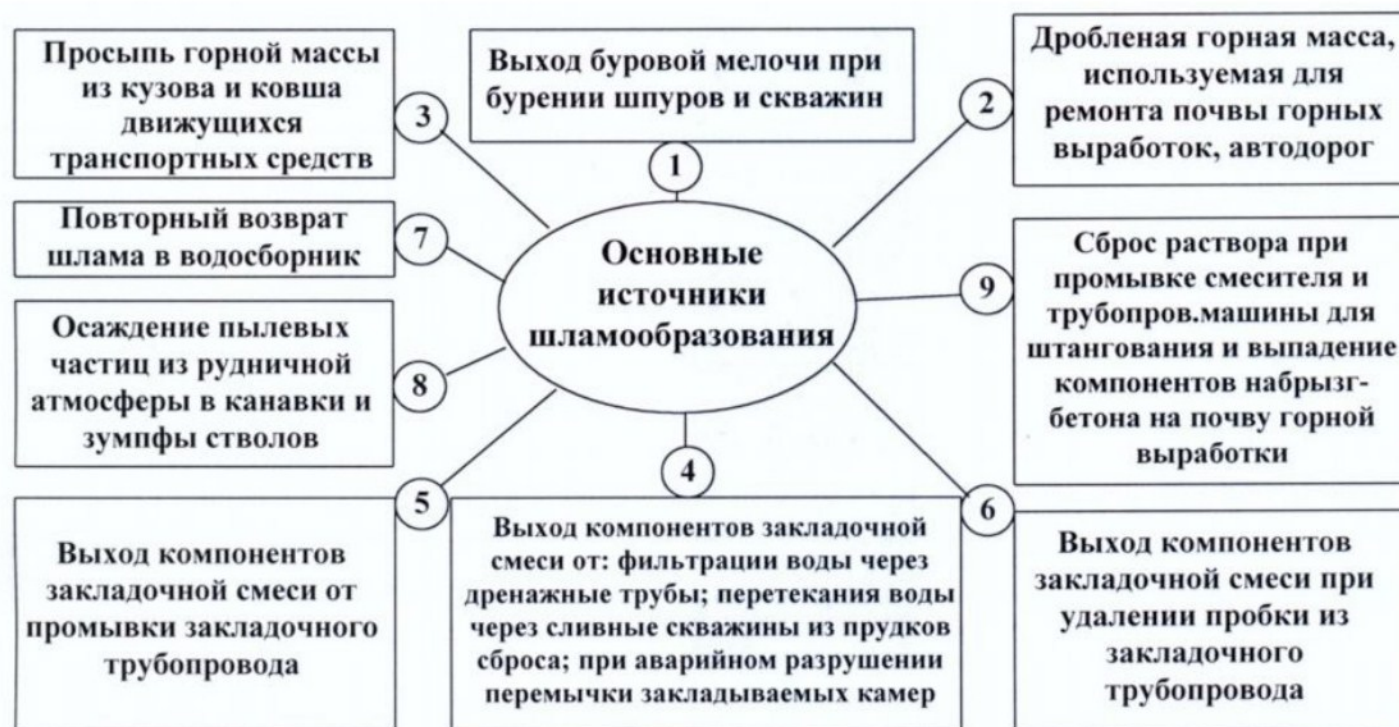 Просыпь горной массы
из кузова и ковша
движущихся
транспортных средств
3
Выход буровой мелочи при
бурении шпуров и скважин
1
Дробленая горная масса,
используемая для
ремонта почвы горных
выработок, автодорог
2
Повторный возврат
шлама в водосборник
7
Основные
источники
шламообразования
Сброс раствора при
промывке смесителя и
трубопров.машины для
штангования и выпадение
компонентов набрызг-
бетона на почву горной
выработки
9
Осаждение пылевых
частиц из рудничной
атмосферы в канавки и
зумпфы стволов
8
Выход компонентов
закладочной смеси от
промывки закладочного
трубопровода
5
4
Выход компонентов закладочной
смеси от: фильтрации воды через
дренажные трубы; перетекания воды
через сливные скважины из прудков
сброса; при аварийном разрушении
перемычки закладываемых камер
6
Выход компонентов
закладочной смеси при
удалении пробки из
закладочного
трубопровода